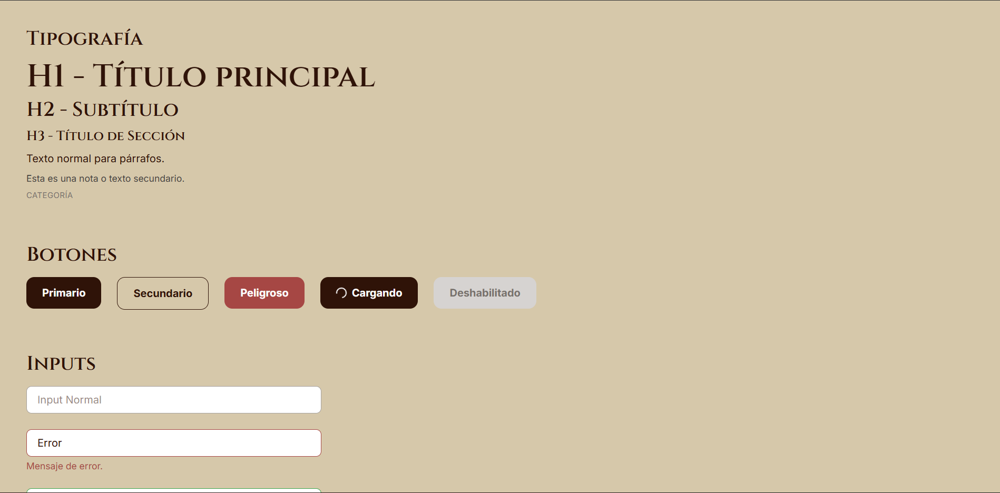 Tipografía
H1 - Título principal
H2 - Subtítulo
H3 - Título de Sección
Texto normal para párrafos.
Esta es una nota o texto secundario.
CATEGORÍA
Botones
Primario
Secundario
Peligroso
Cargando
Deshabilitado
Inputs
Input Normal
Error
Mensaje de error.